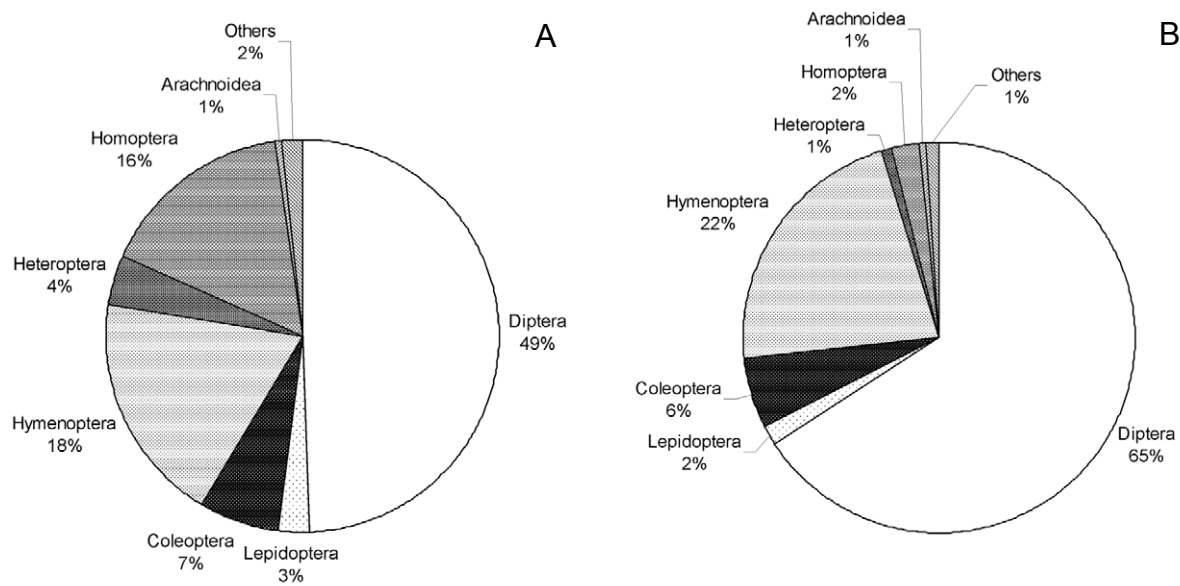 A
Others
2%
Arachnoidea
1%
Homoptera
16%
Heteroptera
4%
Hymenoptera
18%
Coleoptera
7%
Lepidoptera
3%
Diptera
49%
B
Arachnoidea
1%
Homoptera
2%
Others
1%
Heteroptera
1%
Hymenoptera
22%
Coleoptera
6%
Lepidoptera
2%
Diptera
65%